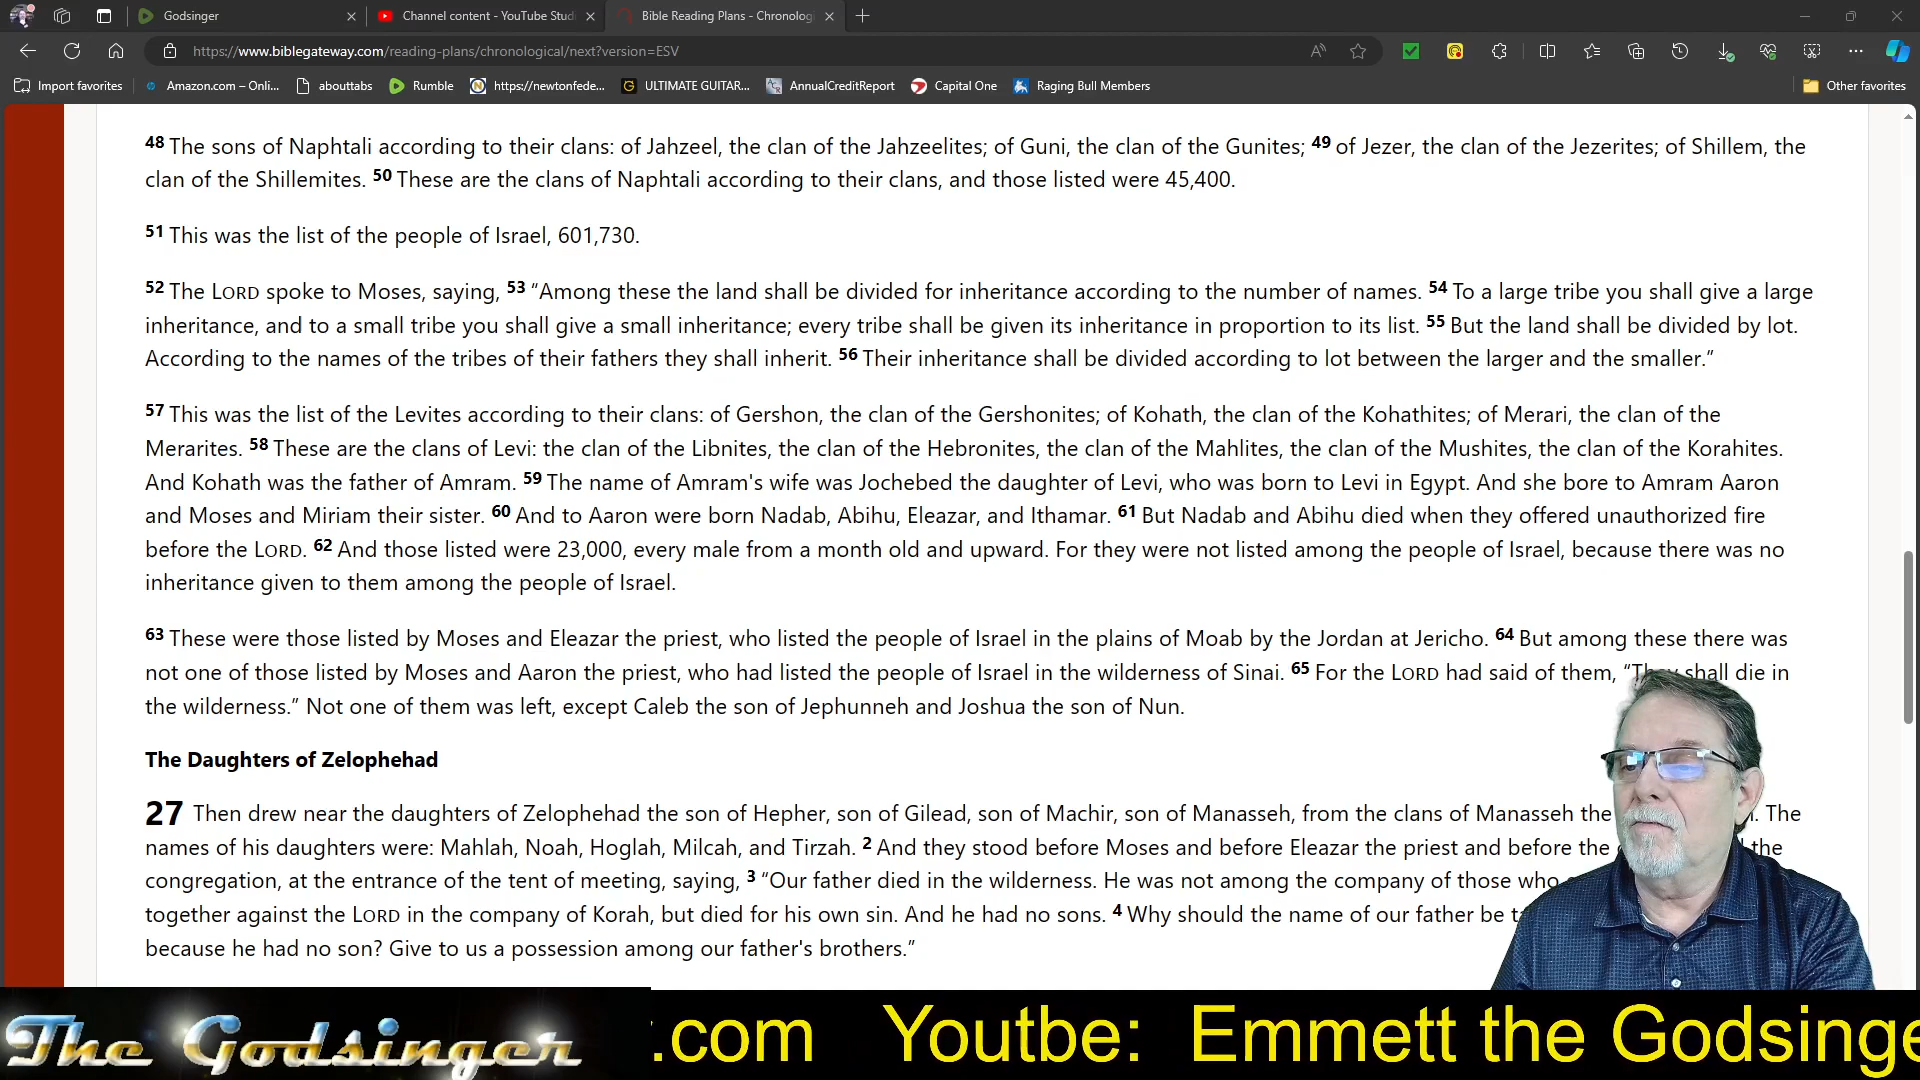 Godsinger
Channel content - YouTube Stud
Bible Reading Plans - Chronolog
https://www.biblegateway.com/reading-plans/chronological/next?version=ESV
Import favorites
Amazon.com – Onli...
abouttabs
Rumble
https://newtonfede...
ULTIMATE GUITAR...
AnnualCreditReport
Capital One
Raging Bull Members
Other favorites
48 The sons of Naphtali according to their clans: of Jahzeel, the clan of the Jahzeelites; of Guni, the clan of the Gunites; 49 of Jezer, the clan of the Jezerites; of Shillem, the
clan of the Shillemites. 50 These are the clans of Naphtali according to their clans, and those listed were 45,400.
51 This was the list of the people of Israel, 601,730.
52 The LORD spoke to Moses, saying, 53 “Among these the land shall be divided for inheritance according to the number of names. 54 To a large tribe you shall give a large
inheritance, and to a small tribe you shall give a small inheritance; every tribe shall be given its inheritance in proportion to its list. 55 But the land shall be divided by lot.
According to the names of the tribes of their fathers they shall inherit. 56 Their inheritance shall be divided according to lot between the larger and the smaller.”
57 This was the list of the Levites according to their clans: of Gershon, the clan of the Gershonites; of Kohath, the clan of the Kohathites; of Merari, the clan of the
Merarites. 58 These are the clans of Levi: the clan of the Libnites, the clan of the Hebronites, the clan of the Mahlites, the clan of the Mushites, the clan of the Korahites.
And Kohath was the father of Amram. 59 The name of Amram's wife was Jochebed the daughter of Levi, who was born to Levi in Egypt. And she bore to Amram Aaron
and Moses and Miriam their sister. 60 And to Aaron were born Nadab, Abihu, Eleazar, and Ithamar. 61 But Nadab and Abihu died when they offered unauthorized fire
before the LORD. 62 And those listed were 23,000, every male from a month old and upward. For they were not listed among the people of Israel, because there was no
inheritance given to them among the people of Israel.
63 These were those listed by Moses and Eleazar the priest, who listed the people of Israel in the plains of Moab by the Jordan at Jericho. 64 But among these there was
not one of those listed by Moses and Aaron the priest, who had listed the people of Israel in the wilderness of Sinai. 65 For the LORD had said of them, “They shall die in
the wilderness.” Not one of them was left, except Caleb the son of Jephunneh and Joshua the son of Nun.
The Daughters of Zelophehad
27 Then drew near the daughters of Zelophehad the son of Hepher, son of Gilead, son of Machir, son of Manasseh, from the clans of Manasseh the The
names of his daughters were: Mahlah, Noah, Hoglah, Milcah, and Tirzah. 2 And they stood before Moses and before Eleazar the priest and before the the
congregation, at the entrance of the tent of meeting, saying, 3 “Our father died in the wilderness. He was not among the company of those who
together against the LORD in the company of Korah, but died for his own sin. And he had no sons. 4 Why should the name of our father be
because he had no son? Give to us a possession among our father's brothers.”
The Godsinger
.com Youtbe: Emmett the Godsinge